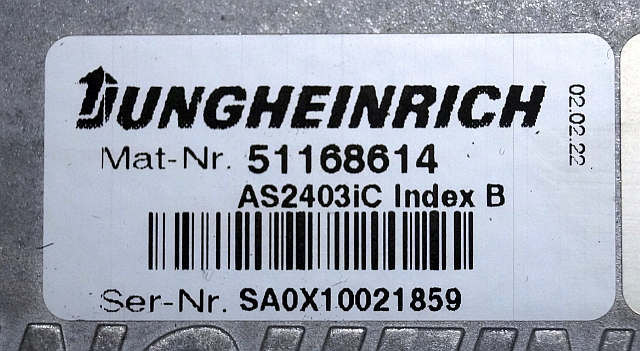 JUNGHEINRICH
Mat-Nr. 51168614
AS2403iC Index B
Ser-Nr. SA0X10021859
02.02.22